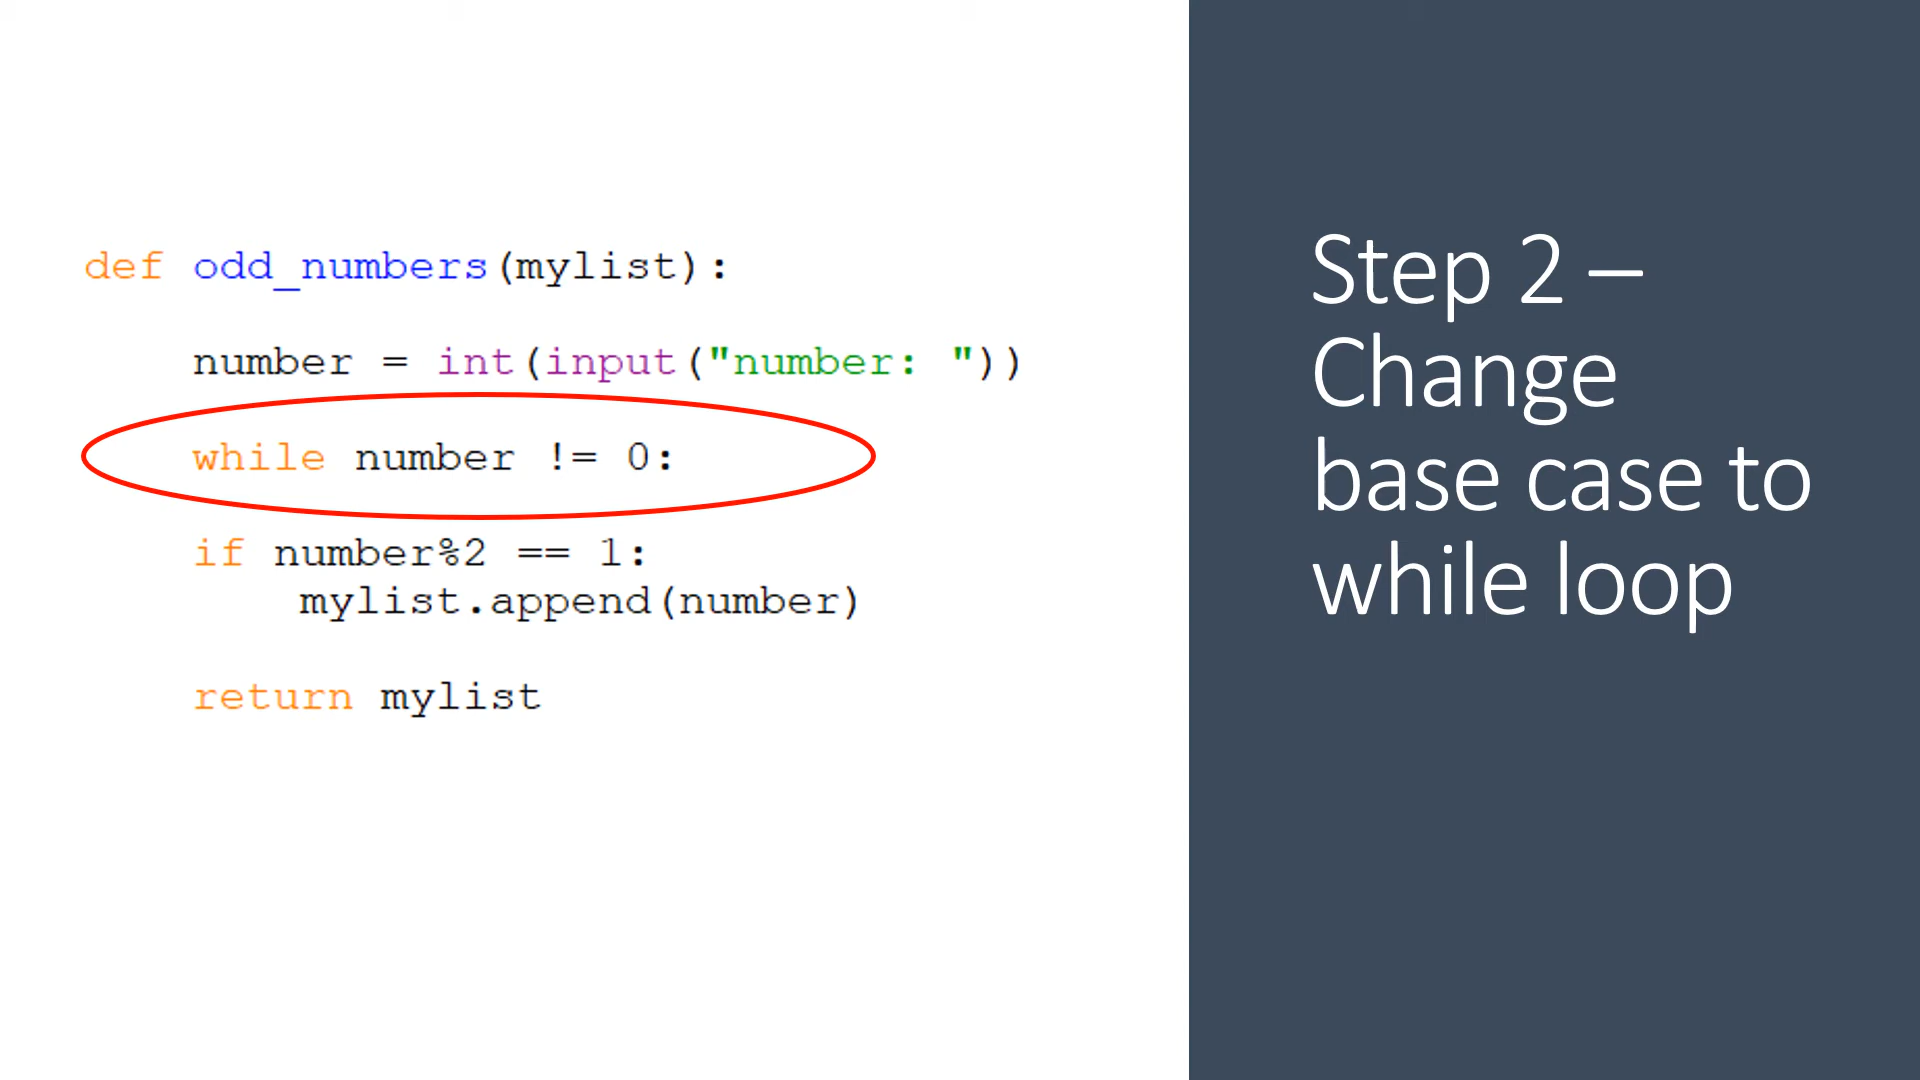 def odd_numbers(mylist):
number = int(input("number: "))
while number != 0:
if number%2 == 1:
mylist.append(number)
return mylist
Step 2 –
Change
base case to
while loop